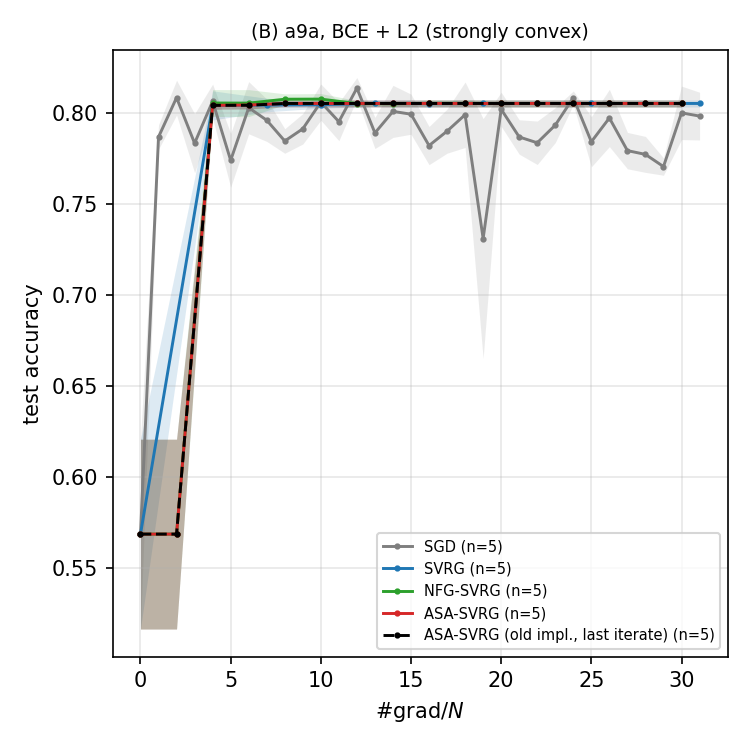 (B) a9a, BCE + L2 (strongly convex)
test accuracy
0.80
0.75
0.70
0.65
0.60
0.55
0 5 10 15 20 25 30
#grad/N
SGD (n=5)
SVRG (n=5)
NFG-SVRG (n=5)
ASA-SVRG (n=5)
ASA-SVRG (old impl., last iterate) (n=5)